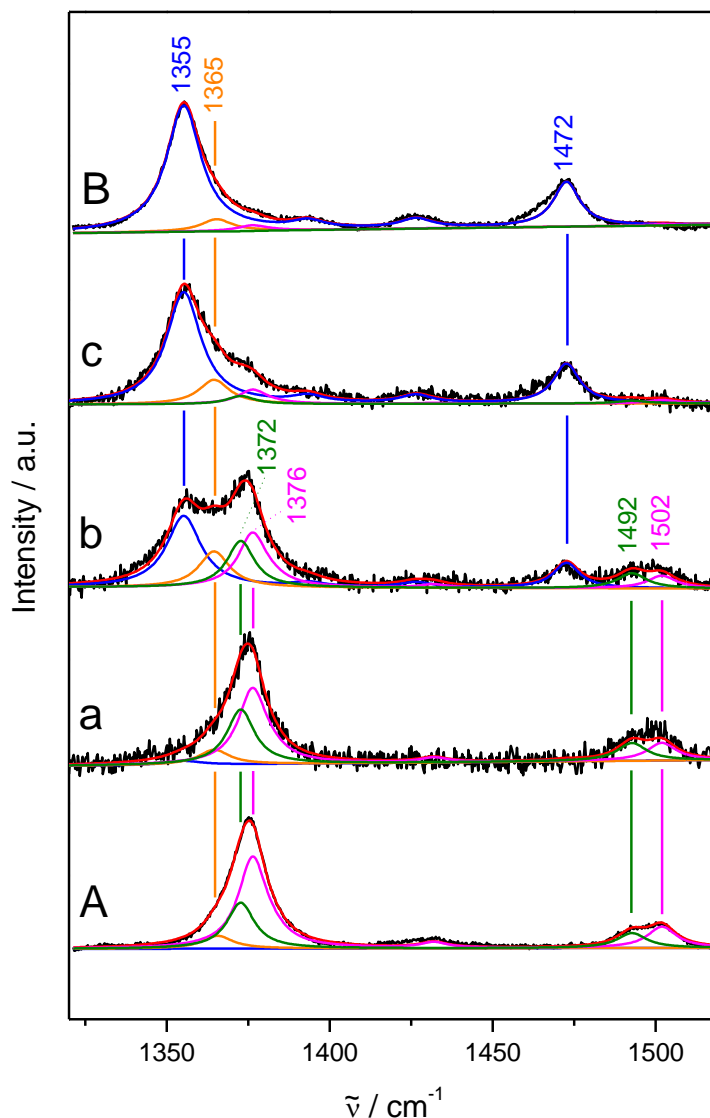 1355
1365
1472
B
c
1372
1376
b
1492
1502
a
A
Intensity / a.u.
1350 1400 1450 1500
ν̃ / cm⁻¹